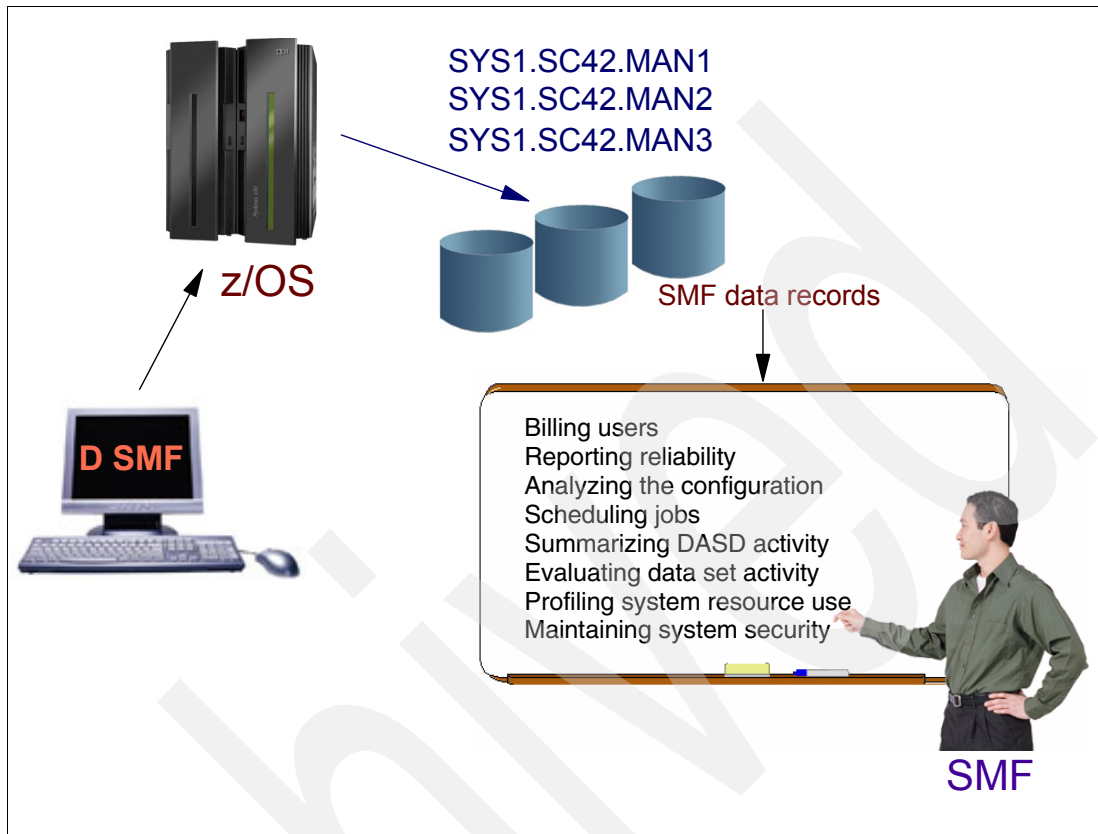 SYS1.SC42.MAN1
SYS1.SC42.MAN2
SYS1.SC42.MAN3
z/OS
SMF data records
D SMF
Billing users
Reporting reliability
Analyzing the configuration
Scheduling jobs
Summarizing DASD activity
Evaluating data set activity
Profiling system resource use
Maintaining system security
SMF